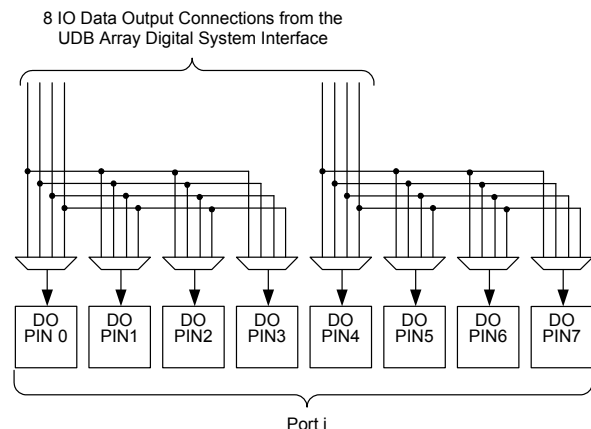 8 IO Data Output Connections from the
UDB Array Digital System Interface
DO
PIN 0
DO
PIN1
DO
PIN2
DO
PIN3
DO
PIN4
DO
PIN5
DO
PIN6
DO
PIN7
Port i